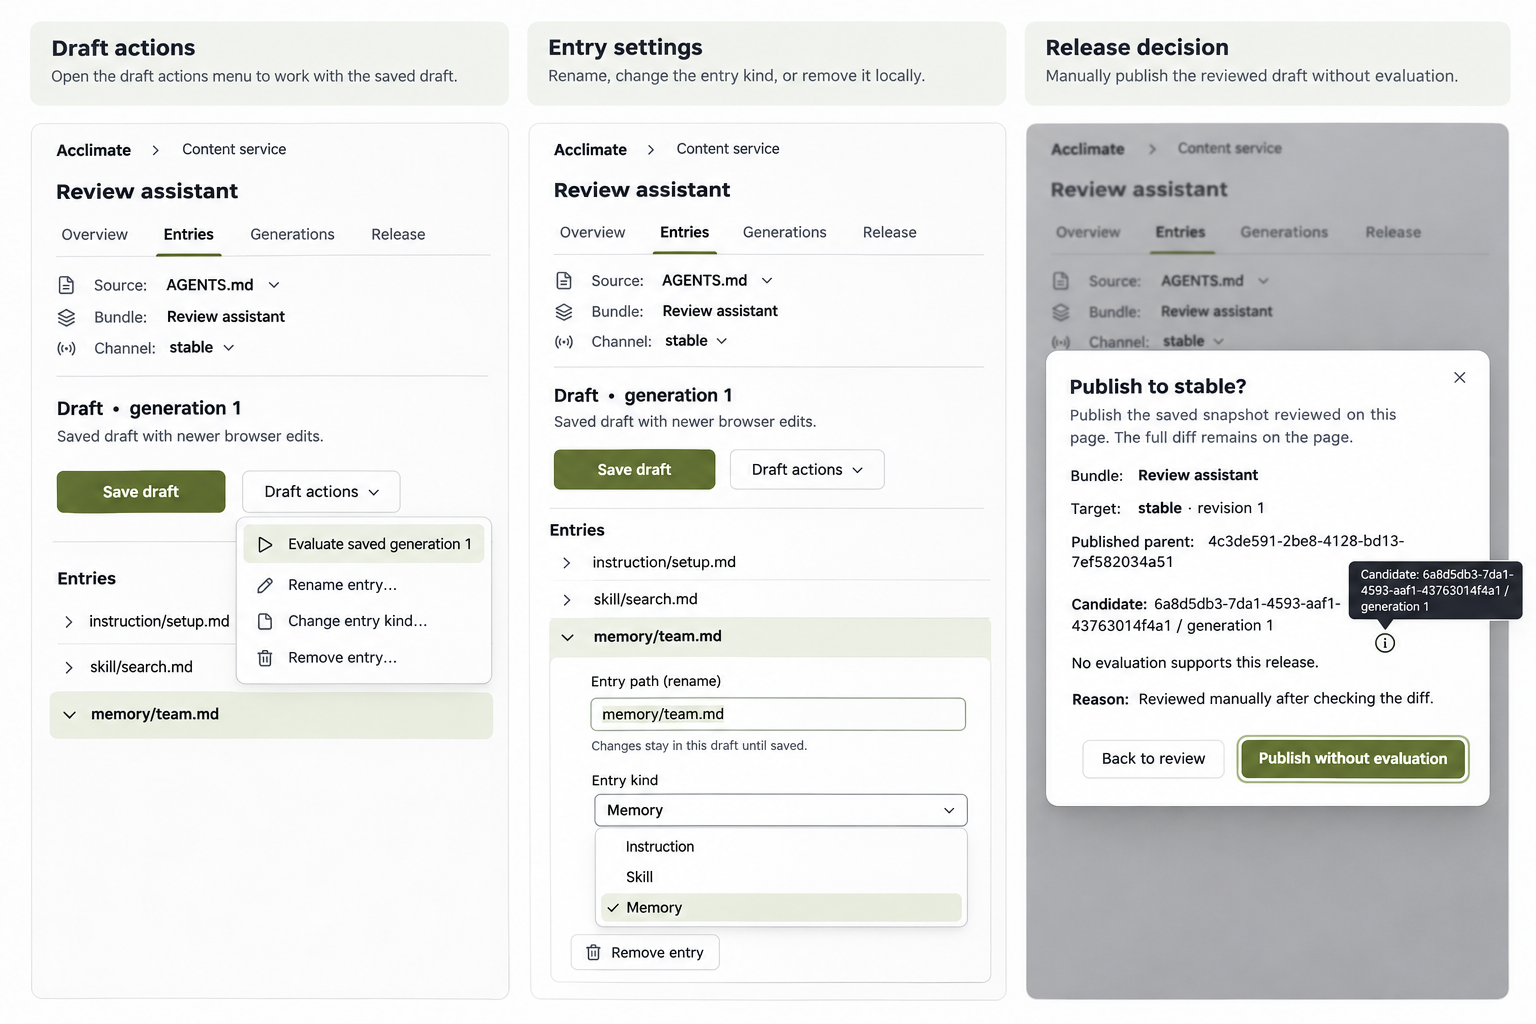 Draft actions
Open the draft actions menu to work with the saved draft.
Acclimate > Content service
Review assistant
Overview Entries Generations Release
Source: AGENTS.md
Bundle: Review assistant
Channel: stable
Draft • generation 1
Saved draft with newer browser edits.
Save draft Draft actions
Evaluate saved generation 1
Rename entry...
Change entry kind...
Remove entry...
Entries
instruction/setup.md
skill/search.md
memory/team.md
Entry settings
Rename, change the entry kind, or remove it locally.
Acclimate > Content service
Review assistant
Overview Entries Generations Release
Source: AGENTS.md
Bundle: Review assistant
Channel: stable
Draft • generation 1
Saved draft with newer browser edits.
Save draft Draft actions
Entries
instruction/setup.md
skill/search.md
memory/team.md
Entry path (rename)
memory/team.md
Changes stay in this draft until saved.
Entry kind
Memory
Instruction
Skill
Memory
Remove entry
Release decision
Manually publish the reviewed draft without evaluation.
Acclimate > Content service
Review assistant
Overview Entries Generations Release
Source: AGENTS.md
Bundle: Review assistant
Channel: stable
Publish to stable?
Publish the saved snapshot reviewed on this
page. The full diff remains on the page.
Bundle: Review assistant
Target: stable · revision 1
Published parent: 4c3de591-2be8-4128-bd13-
7ef582034a51
Candidate: 6a8d5db3-7da1-
4593-aaf1-43763014f4a1 /
generation 1
Candidate: 6a8d5db3-7da1-4593-aaf1-
43763014f4a1 / generation 1
No evaluation supports this release.
Reason: Reviewed manually after checking the diff.
Back to review Publish without evaluation